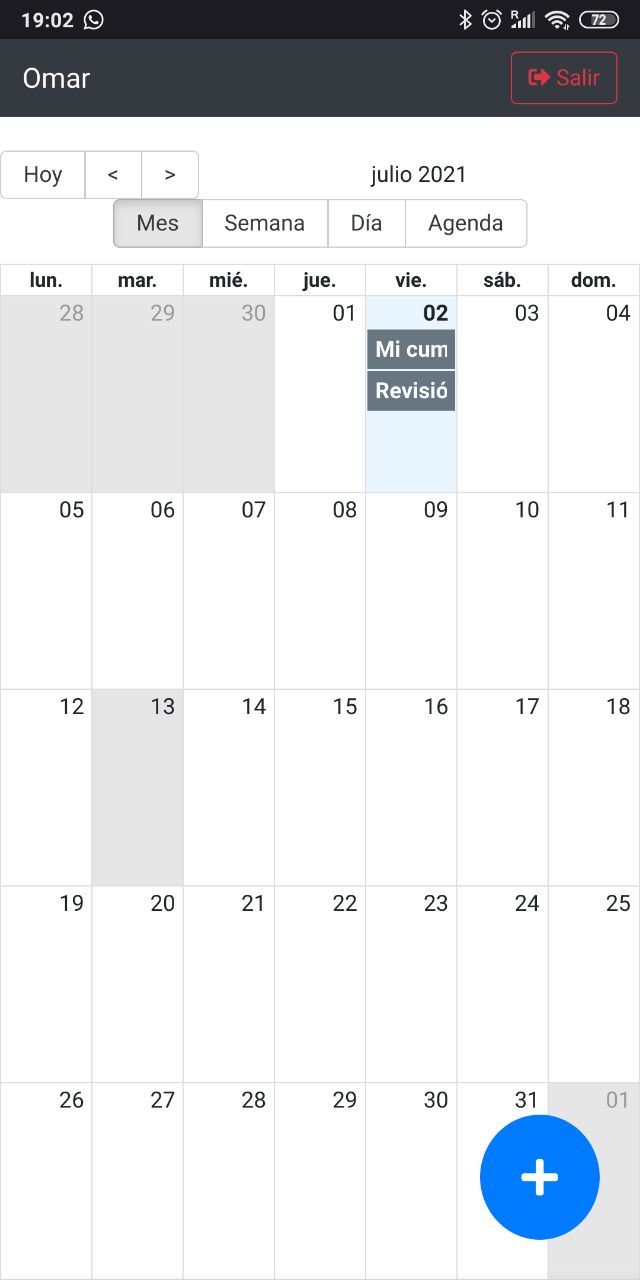 19:02 R 72
Omar Salir
Hoy < > julio 2021
Mes Semana Día Agenda
lun. mar. mié. jue. vie. sáb. dom.
28 29 30 01 02 03 04
Mi cum
Revisió
05 06 07 08 09 10 11
12 13 14 15 16 17 18
19 20 21 22 23 24 25
26 27 28 29 30 31 01
+